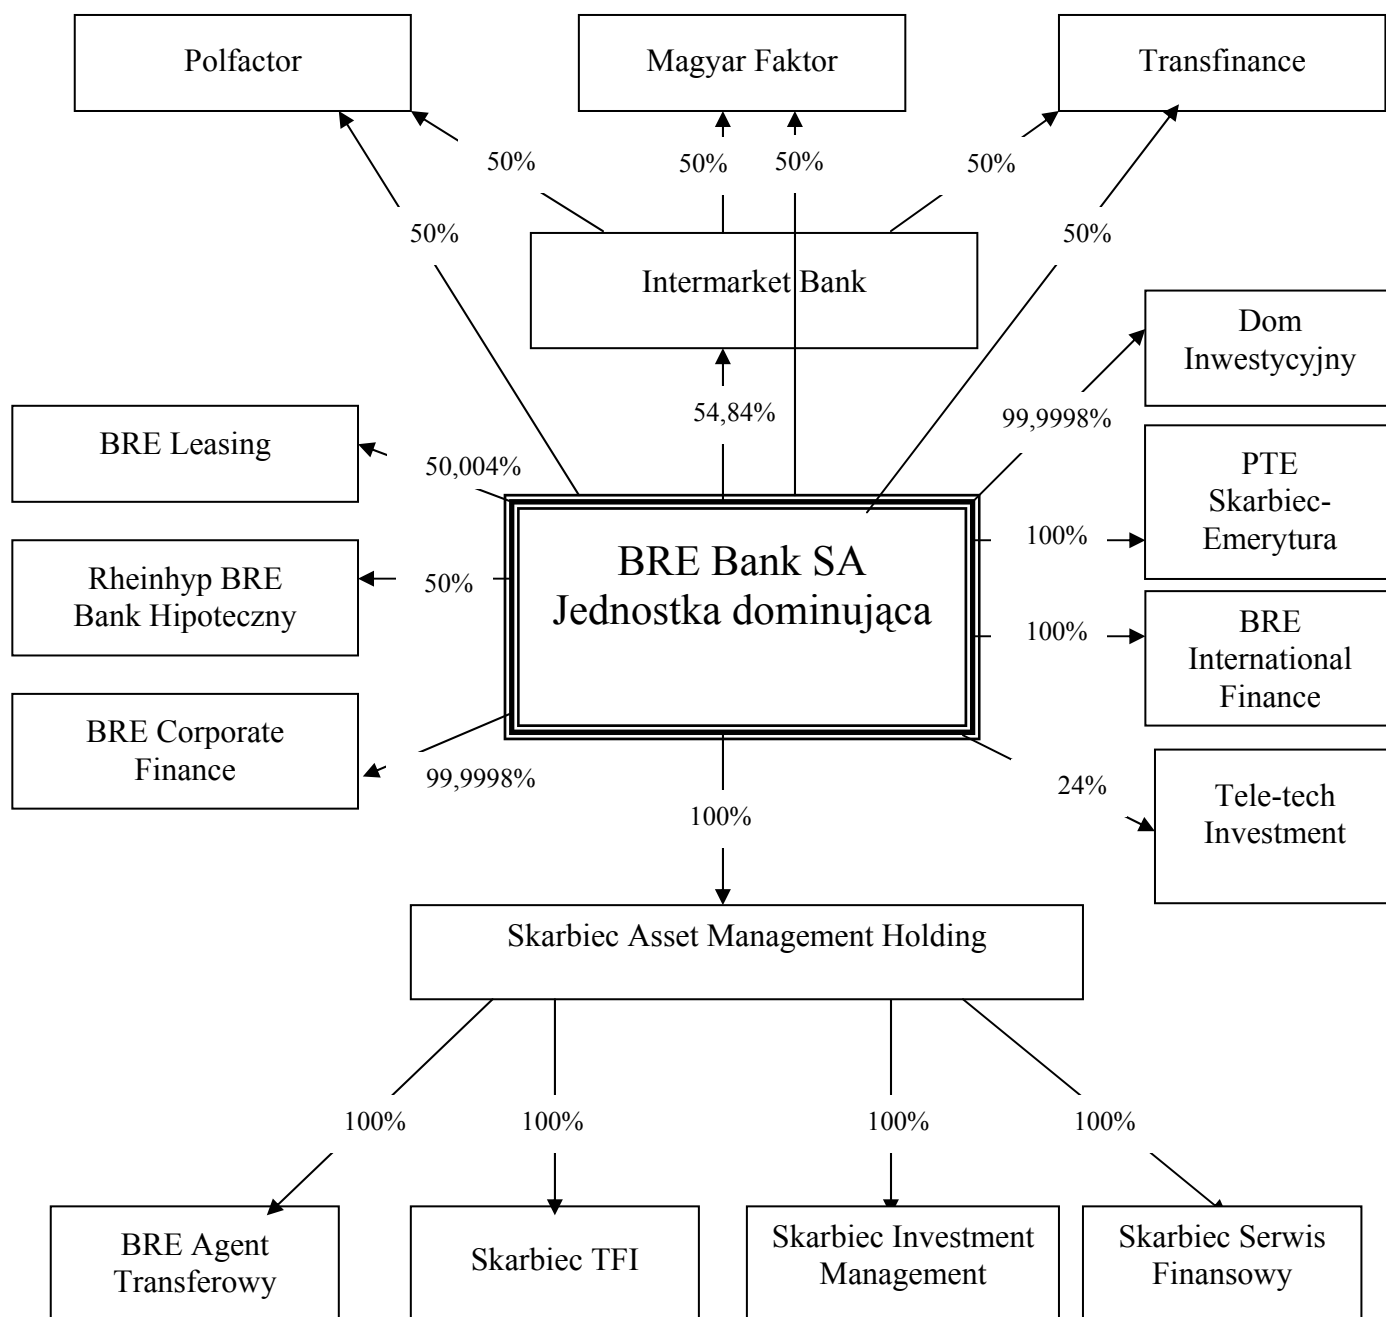 Polfactor
Magyar Faktor
Transfinance
50%
50%
50%
50%
50%
50%
Intermarket Bank
Dom
Inwestycyjny
54,84%
99,9998%
BRE Leasing
50,004%
PTE
Skarbiec-
Emerytura
100%
BRE Bank SA
Jednostka dominująca
Rheinhyp BRE
Bank Hipoteczny
50%
100%
BRE
International
Finance
BRE Corporate
Finance
99,9998%
24%
Tele-tech
Investment
100%
Skarbiec Asset Management Holding
100%
100%
100%
100%
BRE Agent
Transferowy
Skarbiec TFI
Skarbiec Investment
Management
Skarbiec Serwis
Finansowy